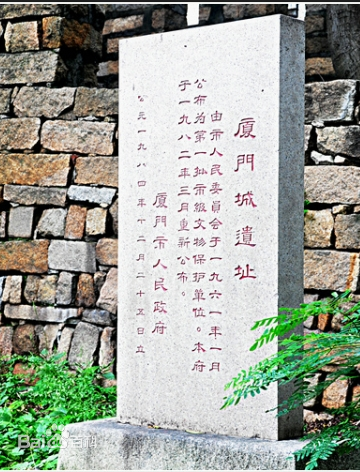 廈門城遺址
由市人民委員会于一九六一年一月
公布为第一批市級文物保护單位。本府
于一九八二年三月重新公布。
厦門市人民政府
公元一九八四年十二月二十五日立
Baidu百科